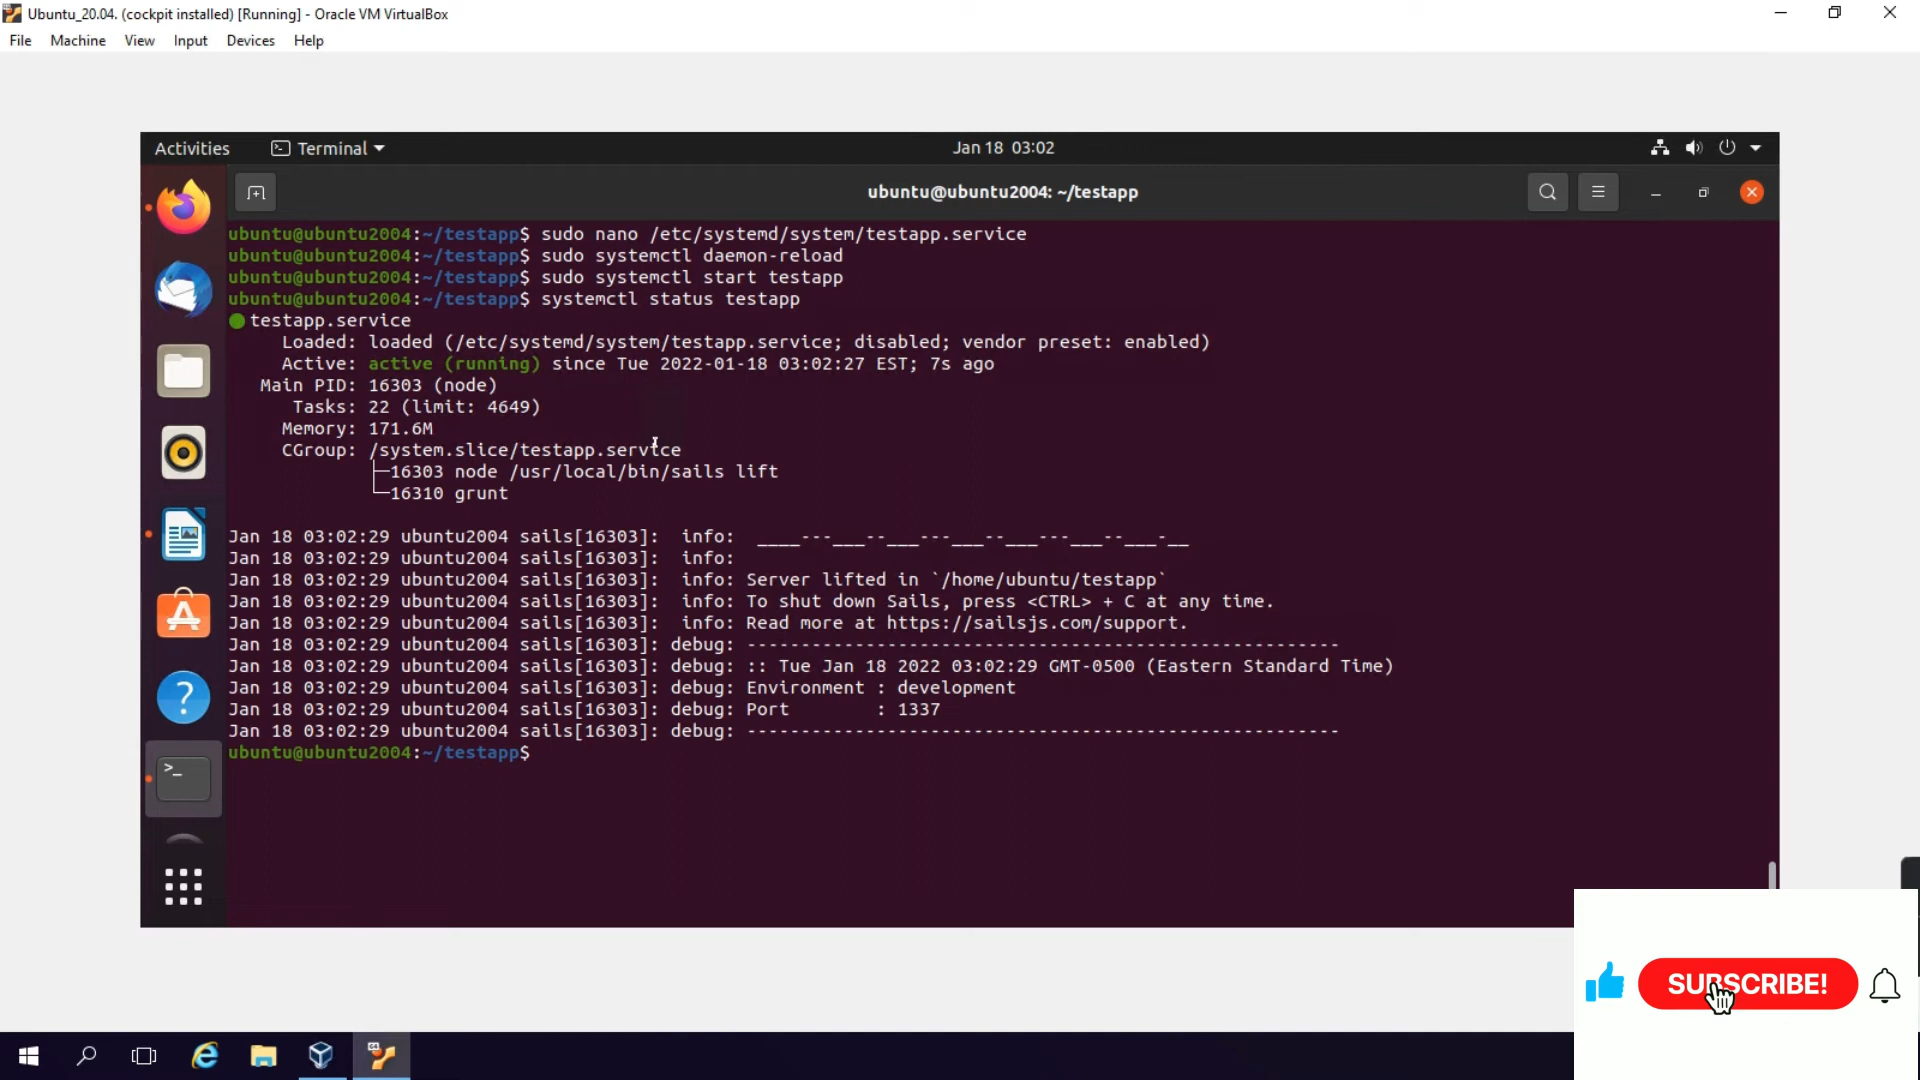 Ubuntu_20.04. (cockpit installed) [Running] - Oracle VM VirtualBox
File Machine View Input Devices Help
Activities Terminal Jan 18 03:02
ubuntu@ubuntu2004: ~/testapp
ubuntu@ubuntu2004:~/testapp$ sudo nano /etc/systemd/system/testapp.service
ubuntu@ubuntu2004:~/testapp$ sudo systemctl daemon-reload
ubuntu@ubuntu2004:~/testapp$ sudo systemctl start testapp
ubuntu@ubuntu2004:~/testapp$ systemctl status testapp
● testapp.service
Loaded: loaded (/etc/systemd/system/testapp.service; disabled; vendor preset: enabled)
Active: active (running) since Tue 2022-01-18 03:02:27 EST; 7s ago
Main PID: 16303 (node)
Tasks: 22 (limit: 4649)
Memory: 171.6M
CGroup: /system.slice/testapp.service
├─16303 node /usr/local/bin/sails lift
└─16310 grunt
Jan 18 03:02:29 ubuntu2004 sails[16303]:  info:  ____---___--___---___--___---___--___-__
Jan 18 03:02:29 ubuntu2004 sails[16303]:  info:
Jan 18 03:02:29 ubuntu2004 sails[16303]:  info: Server lifted in `/home/ubuntu/testapp`
Jan 18 03:02:29 ubuntu2004 sails[16303]:  info: To shut down Sails, press <CTRL> + C at any time.
Jan 18 03:02:29 ubuntu2004 sails[16303]:  info: Read more at https://sailsjs.com/support.
Jan 18 03:02:29 ubuntu2004 sails[16303]: debug: -------------------------------------------------------
Jan 18 03:02:29 ubuntu2004 sails[16303]: debug: :: Tue Jan 18 2022 03:02:29 GMT-0500 (Eastern Standard Time)
Jan 18 03:02:29 ubuntu2004 sails[16303]: debug: Environment : development
Jan 18 03:02:29 ubuntu2004 sails[16303]: debug: Port        : 1337
Jan 18 03:02:29 ubuntu2004 sails[16303]: debug: -------------------------------------------------------
ubuntu@ubuntu2004:~/testapp$
SUBSCRIBE!